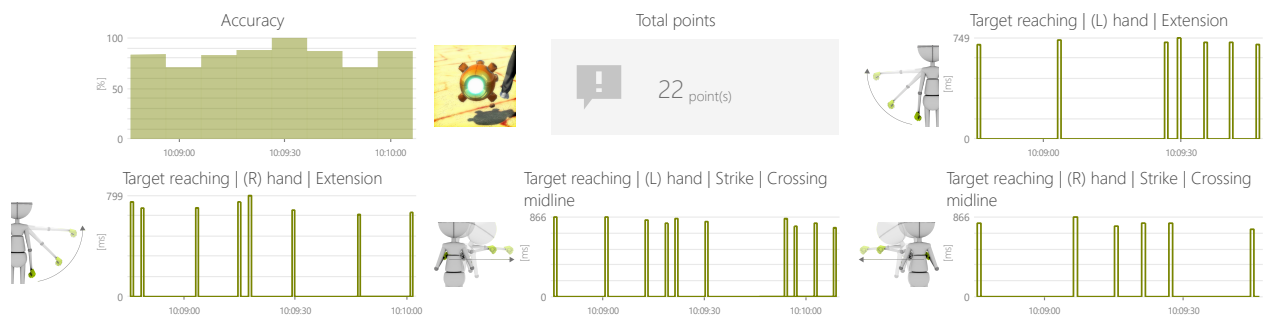 Accuracy
100
50
0
[%]
10:09:00
10:09:30
10:10:00
Total points
22 point(s)
Target reaching | (L) hand | Extension
749
0
[ms]
10:09:00
10:09:30
Target reaching | (R) hand | Extension
799
0
[ms]
10:09:00
10:09:30
10:10:00
Target reaching | (L) hand | Strike | Crossing
midline
866
0
[ms]
10:09:00
10:09:30
10:10:00
Target reaching | (R) hand | Strike | Crossing
midline
866
0
[ms]
10:09:00
10:09:30